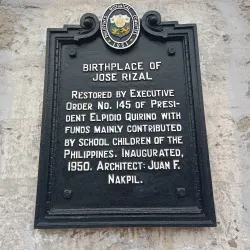 BIRTHPLACE OF
JOSE RIZAL
RESTORED BY EXECUTIVE
ORDER NO. 145 OF PRESI-
DENT ELPIDIO QUIRINO WITH
FUNDS MAINLY CONTRIBUTED
BY SCHOOL CHILDREN OF THE
PHILIPPINES. INAUGURATED,
1950. ARCHITECT: JUAN F.
NAKPIL.